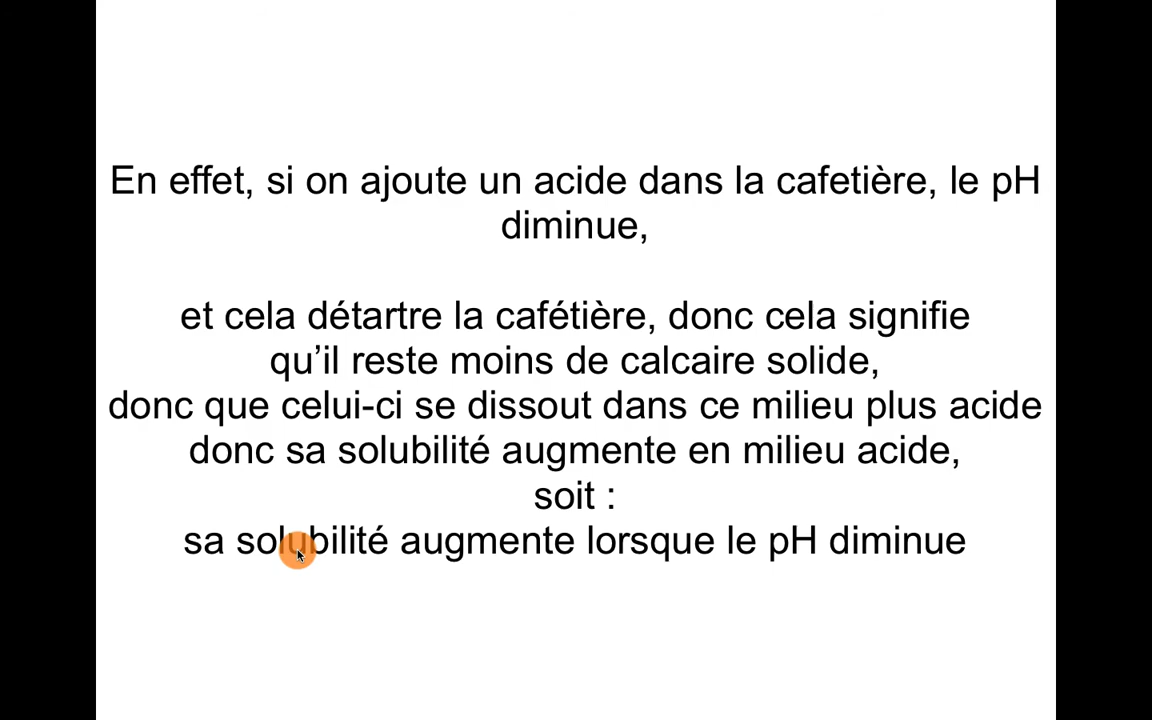 En effet, si on ajoute un acide dans la cafetière, le pH
diminue,
et cela détartre la cafétière, donc cela signifie
qu’il reste moins de calcaire solide,
donc que celui-ci se dissout dans ce milieu plus acide
donc sa solubilité augmente en milieu acide,
soit :
sa solubilité augmente lorsque le pH diminue